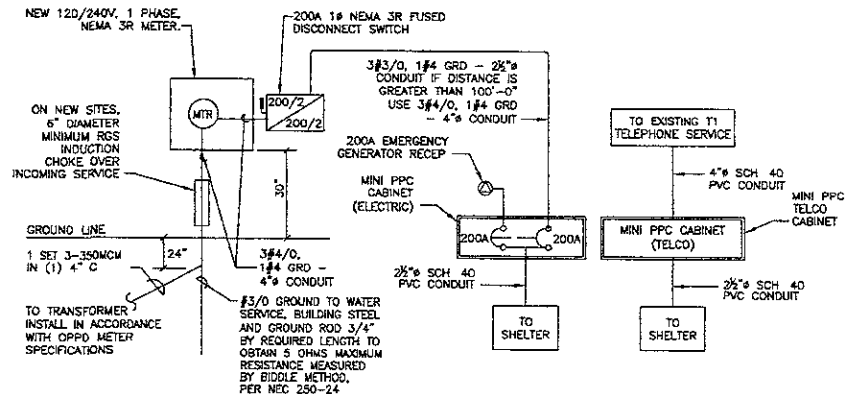 NEW 120/240V, 1 PHASE,
NEMA 3R METER.
200A 1ø NEMA 3R FUSED
DISCONNECT SWITCH
MTR
200/2
200/2
ON NEW SITES,
6" DIAMETER
MINIMUM RGS
INDUCTION
CHOKE OVER
INCOMING SERVICE
30"
GROUND LINE
24"
1 SET 3-350MCM
IN (1) 4" C
TO TRANSFORMER
INSTALL IN ACCORDANCE
WITH OPPD METER
SPECIFICATIONS
3#4/0,
1#4 GRD -
4"ø CONDUIT
#3/0 GROUND TO WATER
SERVICE, BUILDING STEEL
AND GROUND ROD 3/4"
BY REQUIRED LENGTH TO
OBTAIN 5 OHMS MAXIMUM
RESISTANCE MEASURED
BY BIDDLE METHOD,
PER NEC 250-24
3#3/0, 1#4 GRD - 2½"ø
CONDUIT IF DISTANCE IS
GREATER THAN 100'-0"
USE 3#4/0, 1#4 GRD
- 4"ø CONDUIT
200A EMERGENCY
GENERATOR RECEP
MINI PPC
CABINET
(ELECTRIC)
200A
200A
2½"ø SCH 40
PVC CONDUIT
TO
SHELTER
TO EXISTING T1
TELEPHONE SERVICE
4"ø SCH 40
PVC CONDUIT
MINI PPC
TELCO
CABINET
MINI PPC CABINET
(TELCO)
2½"ø SCH 40
PVC CONDUIT
TO
SHELTER